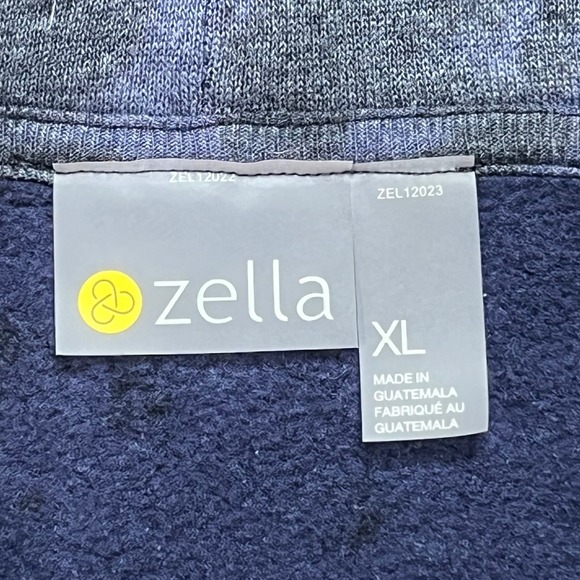 ZEL12022
zella
ZEL12023
XL
MADE IN
GUATEMALA
FABRIQUÉ AU
GUATEMALA